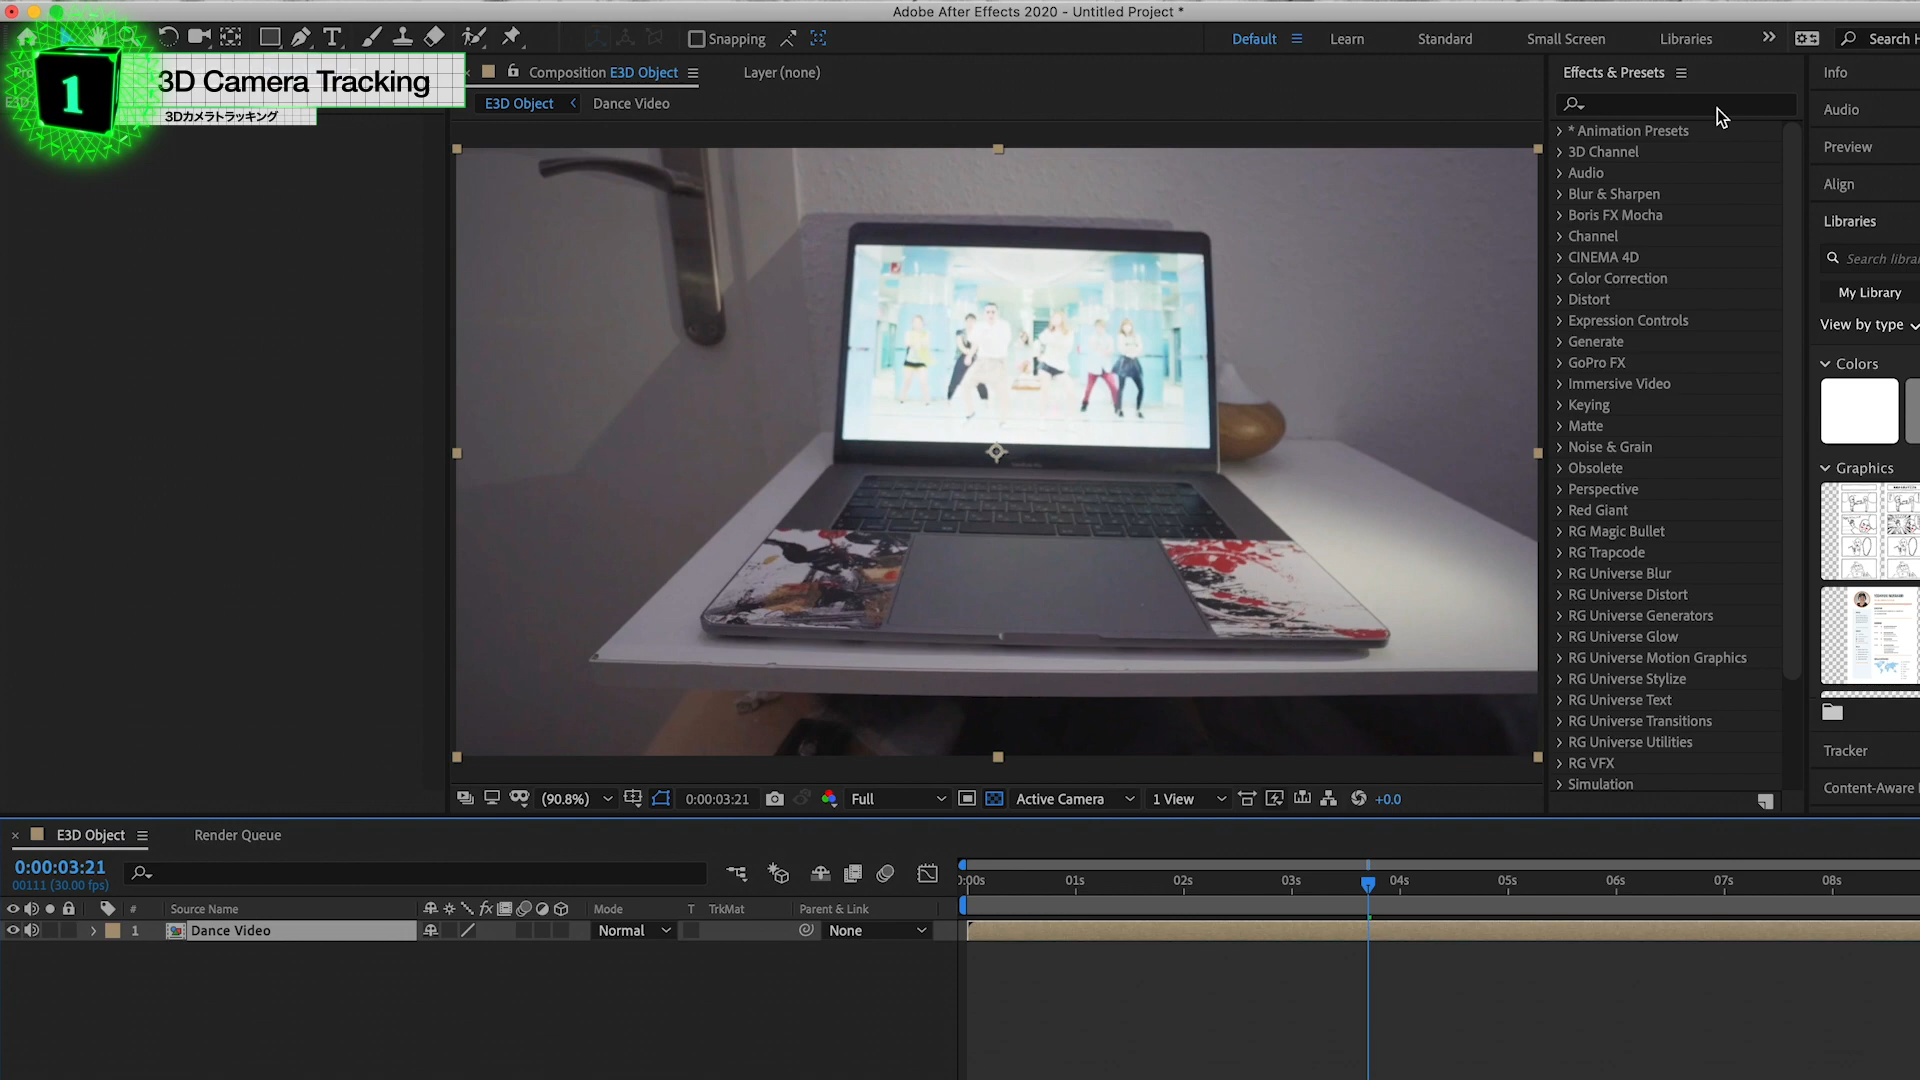 Adobe After Effects 2020 - Untitled Project *
Snapping
Default
Learn
Standard
Small Screen
Libraries
Search H
1
3D Camera Tracking
3Dカメラトラッキング
Composition E3D Object
Layer (none)
E3D Object
Dance Video
Effects & Presets
* Animation Presets
3D Channel
Audio
Blur & Sharpen
Boris FX Mocha
Channel
CINEMA 4D
Color Correction
Distort
Expression Controls
Generate
GoPro FX
Immersive Video
Keying
Matte
Noise & Grain
Obsolete
Perspective
Red Giant
RG Magic Bullet
RG Trapcode
RG Universe Blur
RG Universe Distort
RG Universe Generators
RG Universe Glow
RG Universe Motion Graphics
RG Universe Stylize
RG Universe Text
RG Universe Transitions
RG Universe Utilities
RG VFX
Simulation
Info
Audio
Preview
Align
Libraries
Search librar
My Library
View by type
Colors
Graphics
Tracker
Content-Aware F
(90.8%)
0:00:03:21
Full
Active Camera
1 View
+0.0
E3D Object
Render Queue
0:00:03:21
00111 (30.00 fps)
0:00s 01s 02s 03s 04s 05s 06s 07s 08s
# Source Name fx Mode T TrkMat Parent & Link
1 Dance Video Normal None